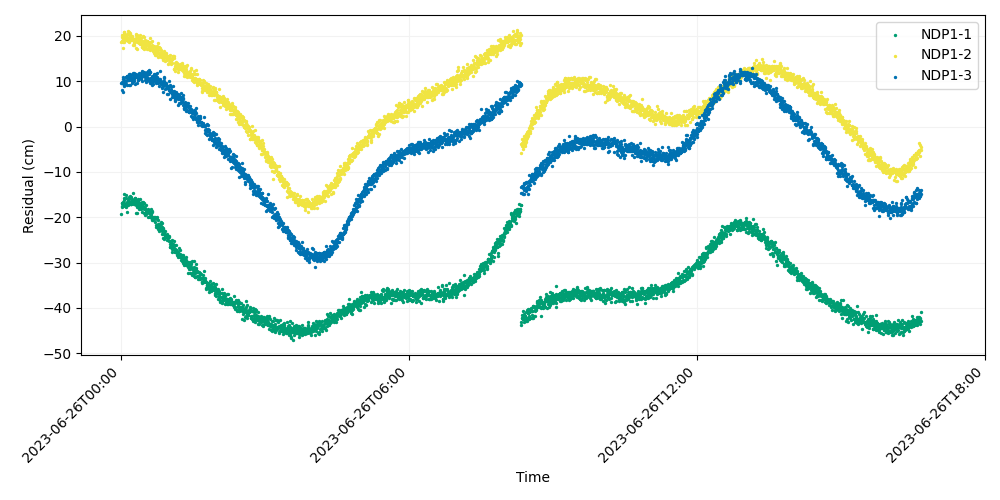 NDP1-1
NDP1-2
NDP1-3
Residual (cm)
20
10
0
−10
−20
−30
−40
−50
2023-06-26T00:00
2023-06-26T06:00
2023-06-26T12:00
2023-06-26T18:00
Time